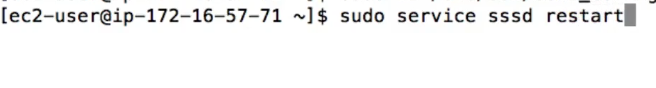 [ec2-user@ip-172-16-57-71 ~]$ sudo service sssd restart